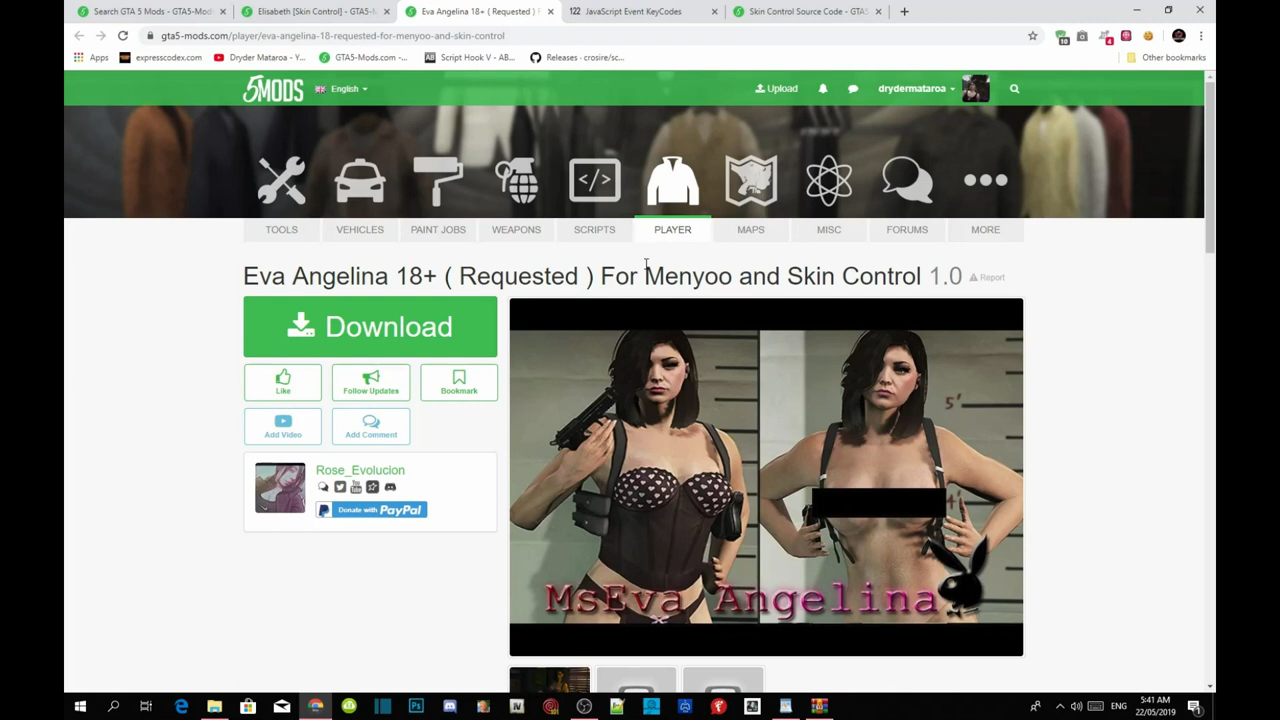 Search GTA 5 Mods - GTA5-Mod
Elisabeth [Skin Control] - GTA5-M
Eva Angelina 18+ ( Requested ) F
122 JavaScript Event KeyCodes
Skin Control Source Code - GTA5
gta5-mods.com/player/eva-angelina-18-requested-for-menyoo-and-skin-control
10
4
Apps
expresscodex.com
Dryder Mataroa - Y...
GTA5-Mods.com -...
AB Script Hook V - AB...
Releases · crosire/sc...
Other bookmarks
5MODS
English
Upload
drydermataroa
TOOLS
VEHICLES
PAINT JOBS
WEAPONS
SCRIPTS
PLAYER
MAPS
MISC
FORUMS
MORE
Eva Angelina 18+ ( Requested ) For Menyoo and Skin Control 1.0 Report
Download
Like
Follow Updates
Bookmark
Add Video
Add Comment
Rose_Evolucion
Donate with PayPal
5'
4'
MsEva Angelina
ENG
5:41 AM
22/05/2019